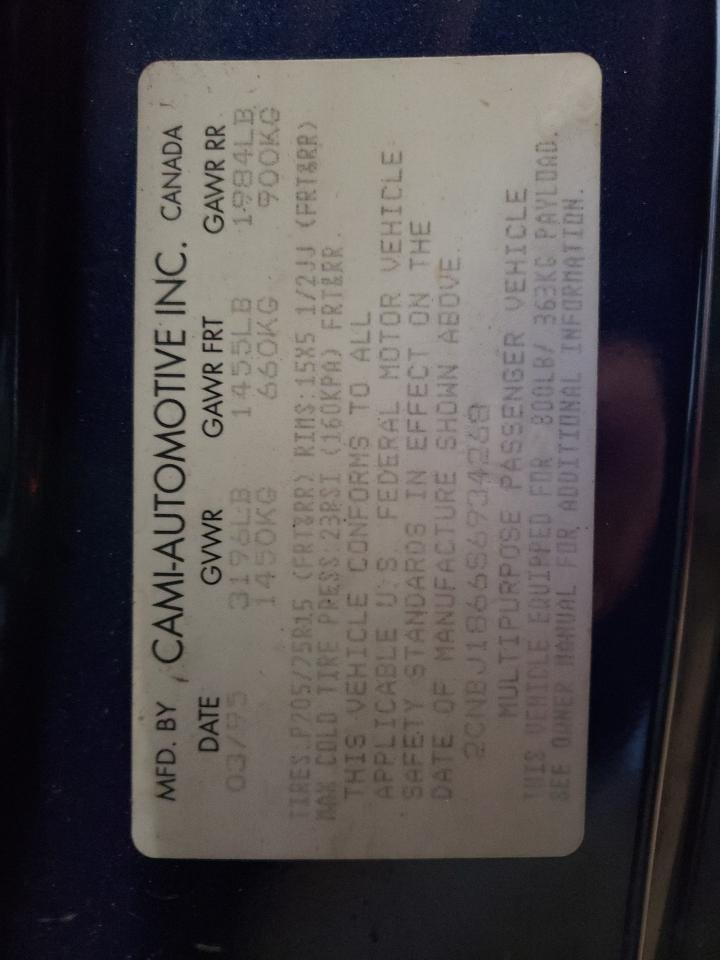 MFD. BY CAMI-AUTOMOTIVE INC. CANADA
DATE GVWR GAWR FRT GAWR RR
03/95 3196LB 1455LB 1984LB
1450KG 660KG 900KG
TIRES:P205/75R15 (FRT&RR) RIMS:15X5 1/2JJ (FRT&RR)
MAX COLD TIRE PRESS:23PSI (160KPA) FRT&RR
THIS VEHICLE CONFORMS TO ALL
APPLICABLE U.S FEDERAL MOTOR VEHICLE
SAFETY STANDARDS IN EFFECT ON THE
DATE OF MANUFACTURE SHOWN ABOVE.
MULTIPURPOSE PASSENGER VEHICLE
THIS VEHICLE EQUIPPED FOR 800LB/ 363KG PAYLOAD.
SEE OWNER MANUAL FOR ADDITIONAL INFORMATION.